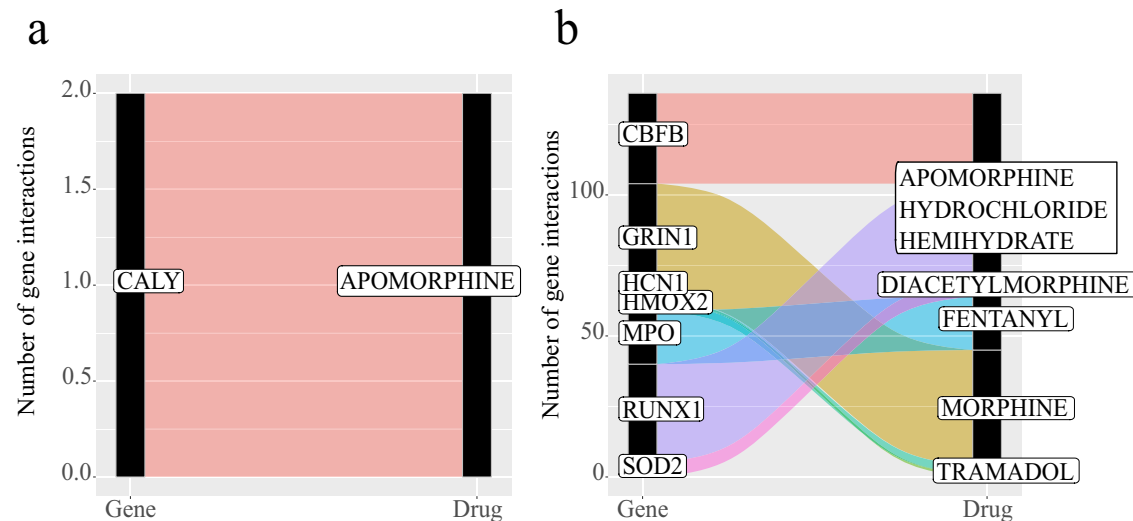 a
b
Number of gene interactions
2.0
1.5
1.0
0.5
0.0
CALY
APOMORPHINE
Gene
Drug
Number of gene interactions
100
50
0
CBFB
GRIN1
HCN1
HMOX2
MPO
RUNX1
SOD2
APOMORPHINE
HYDROCHLORIDE
HEMIHYDRATE
DIACETYLMORPHINE
FENTANYL
MORPHINE
TRAMADOL
Gene
Drug